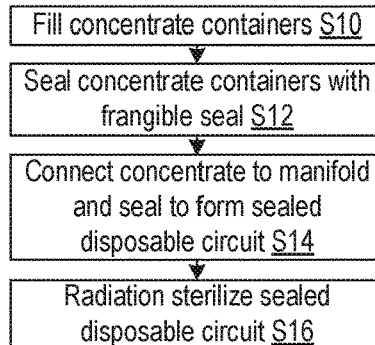 Fill concentrate containers S10
Seal concentrate containers with
frangible seal S12
Connect concentrate to manifold
and seal to form sealed
disposable circuit S14
Radiation sterilize sealed
disposable circuit S16